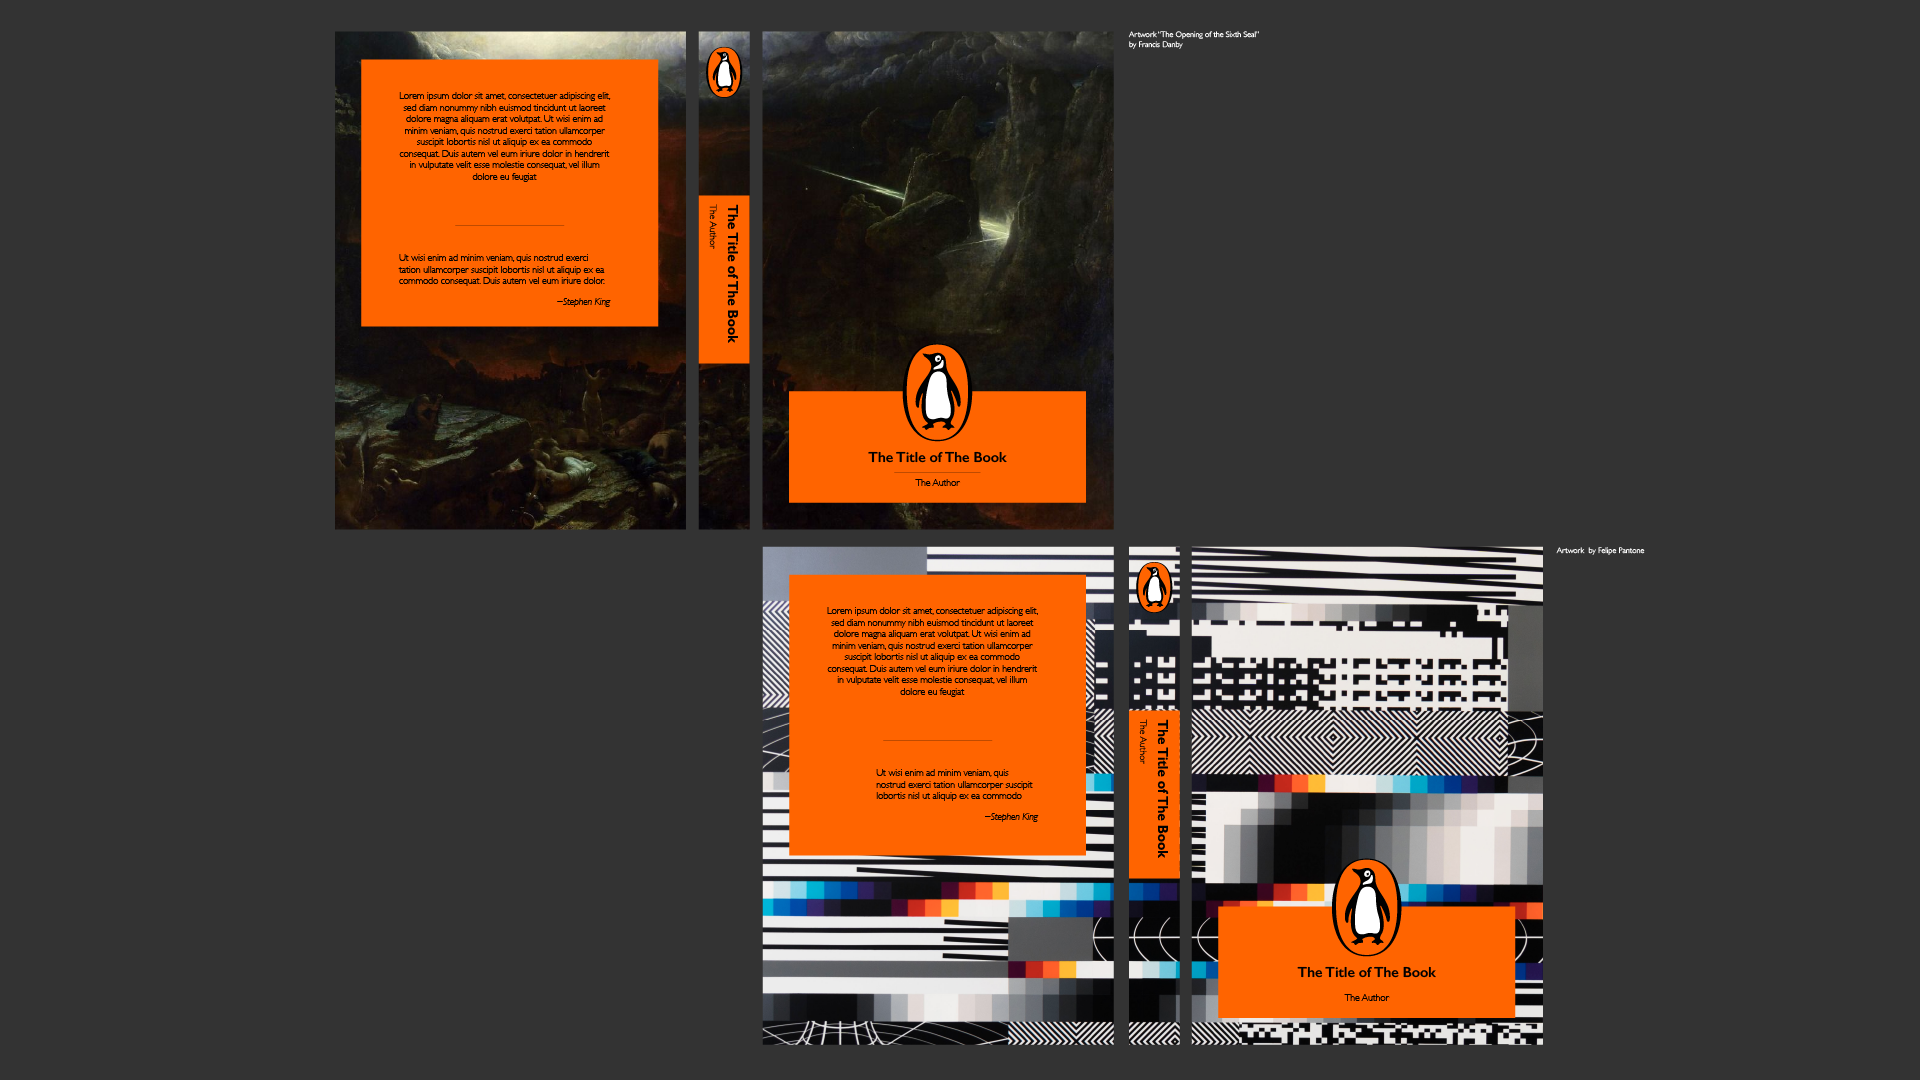 Lorem ipsum dolor sit amet, consectetuer adipiscing elit,
sed diam nonummy nibh euismod tincidunt ut laoreet
dolore magna aliquam erat volutpat. Ut wisi enim ad
minim veniam, quis nostrud exerci tation ullamcorper
suscipit lobortis nisl ut aliquip ex ea commodo
consequat. Duis autem vel eum iriure dolor in hendrerit
in vulputate velit esse molestie consequat, vel illum
dolore eu feugiat
Ut wisi enim ad minim veniam, quis nostrud exerci
tation ullamcorper suscipit lobortis nisl ut aliquip ex ea
commodo consequat. Duis autem vel eum iriure dolor.
—Stephen King
The Title of The Book
The Author
The Title of The Book
The Author
Artwork "The Opening of the Sixth Seal"
by Francis Danby
Lorem ipsum dolor sit amet, consectetuer adipiscing elit,
sed diam nonummy nibh euismod tincidunt ut laoreet
dolore magna aliquam erat volutpat. Ut wisi enim ad
minim veniam, quis nostrud exerci tation ullamcorper
suscipit lobortis nisl ut aliquip ex ea commodo
consequat. Duis autem vel eum iriure dolor in hendrerit
in vulputate velit esse molestie consequat, vel illum
dolore eu feugiat
Ut wisi enim ad minim veniam, quis
nostrud exerci tation ullamcorper suscipit
lobortis nisl ut aliquip ex ea commodo
—Stephen King
The Title of The Book
The Author
The Title of The Book
The Author
Artwork by Felipe Pantone